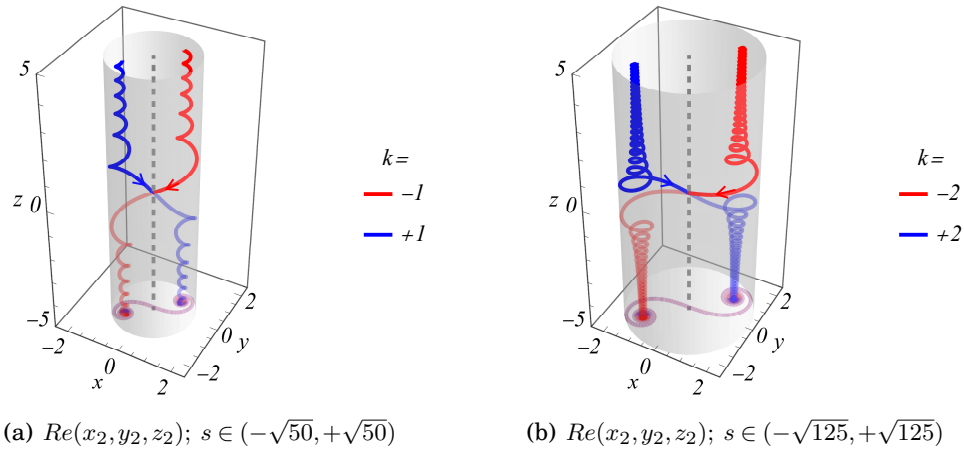 5
z 0
−5
−2
0
x
2
−2
0
y
2
k=
−1
+1
5
z 0
−5
−2
0
x
2
−2
0
y
2
k=
−2
+2
(a) Re(x₂, y₂, z₂); s ∈ (−√50, +√50)
(b) Re(x₂, y₂, z₂); s ∈ (−√125, +√125)